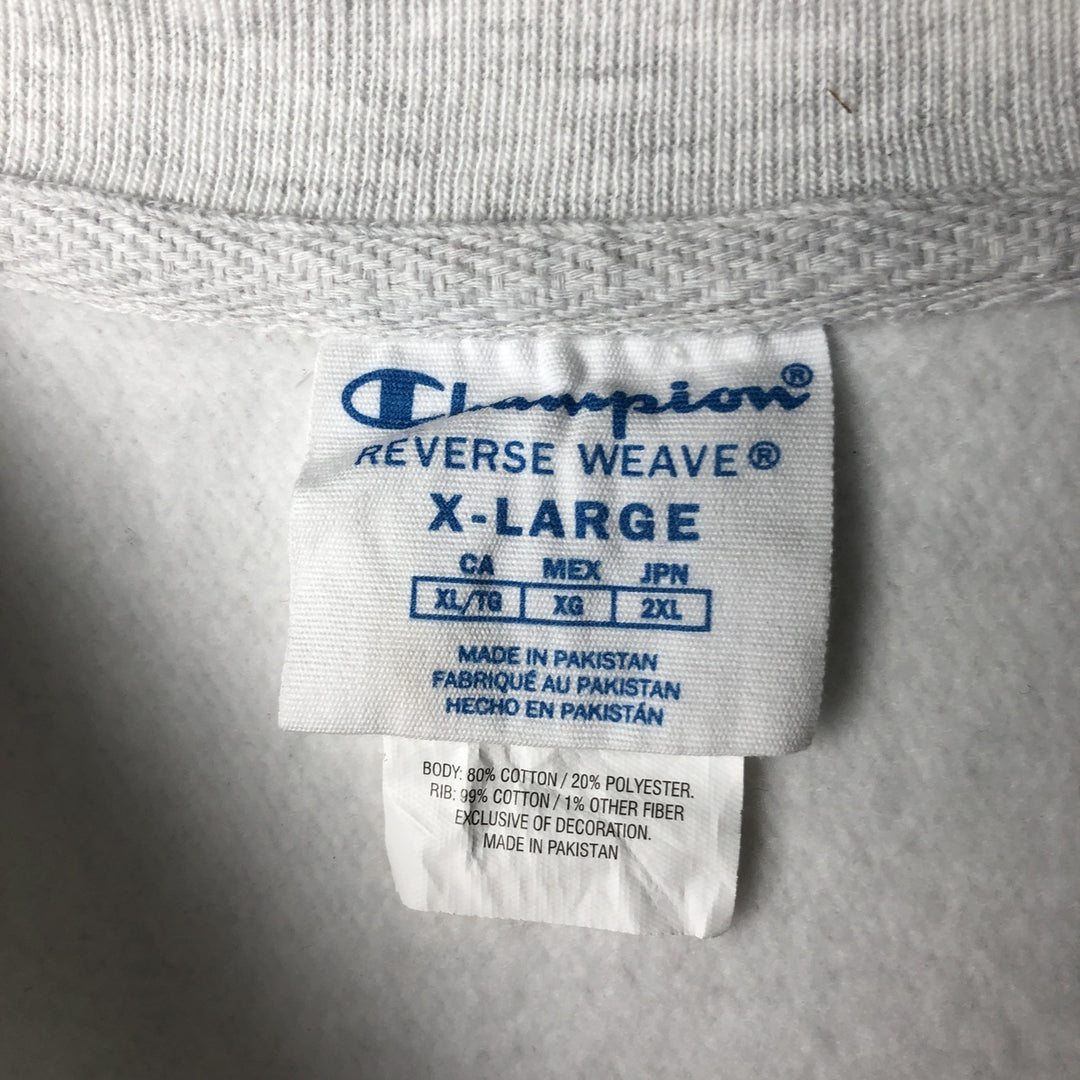 Champion®
REVERSE WEAVE®
X-LARGE
CA MEX JPN
XL/TG XG 2XL
MADE IN PAKISTAN
FABRIQUÉ AU PAKISTAN
HECHO EN PAKISTÁN
BODY: 80% COTTON / 20% POLYESTER.
RIB: 99% COTTON / 1% OTHER FIBER
EXCLUSIVE OF DECORATION.
MADE IN PAKISTAN